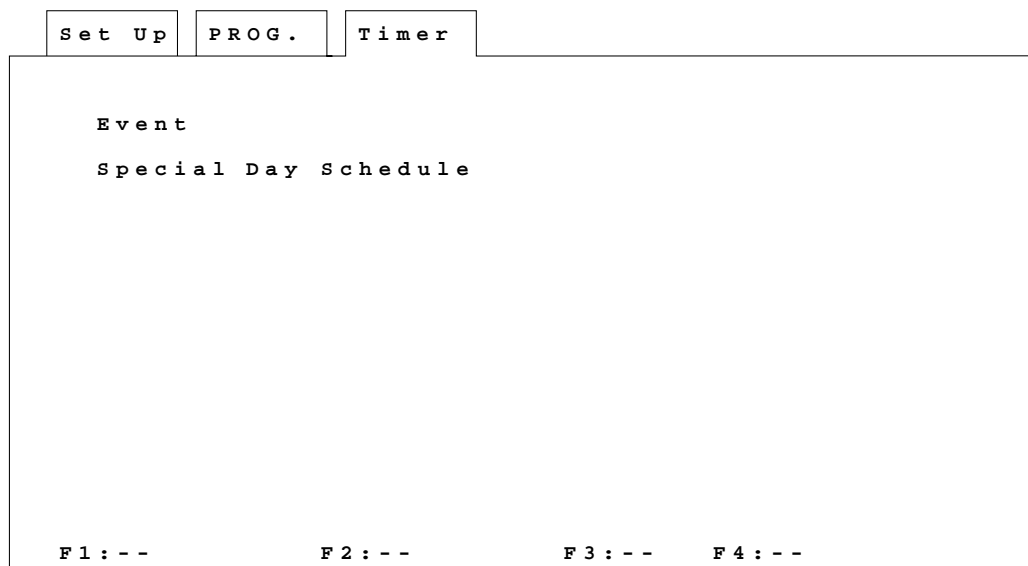 Set Up PROG. Timer
Event
Special Day Schedule
F1:-- F2:-- F3:-- F4:--